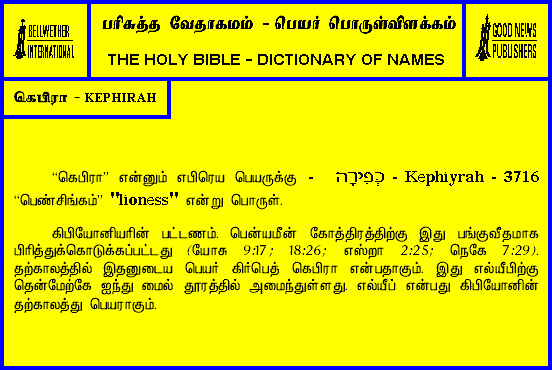 BELLWETHER
INTERNATIONAL
பரிசுத்த வேதாகமம் - பெயர் பொருள்விளக்கம்
THE HOLY BIBLE - DICTIONARY OF NAMES
GOOD NEWS
PUBLISHERS
கெபிரா - KEPHIRAH
“கெபிரா” என்னும் எபிரெய பெயருக்கு - כְּפִירָה - Kephiyrah - 3716
“பெண்சிங்கம்” "lioness" என்று பொருள்.
கிபியோனியரின் பட்டணம். பென்யமீன் கோத்திரத்திற்கு இது பங்குவீதமாக
பிரித்துக்கொடுக்கப்பட்டது (யோசு 9:17; 18:26; எஸ்றா 2:25; நெகே 7:29).
தற்காலத்தில் இதனுடைய பெயர் கிர்பெத் கெபிரா என்பதாகும். இது எல்யீபிற்கு
தென்மேற்கே ஐந்து மைல் தூரத்தில் அமைந்துள்ளது. எல்யீப் என்பது கிபியோனின்
தற்காலத்து பெயராகும்.